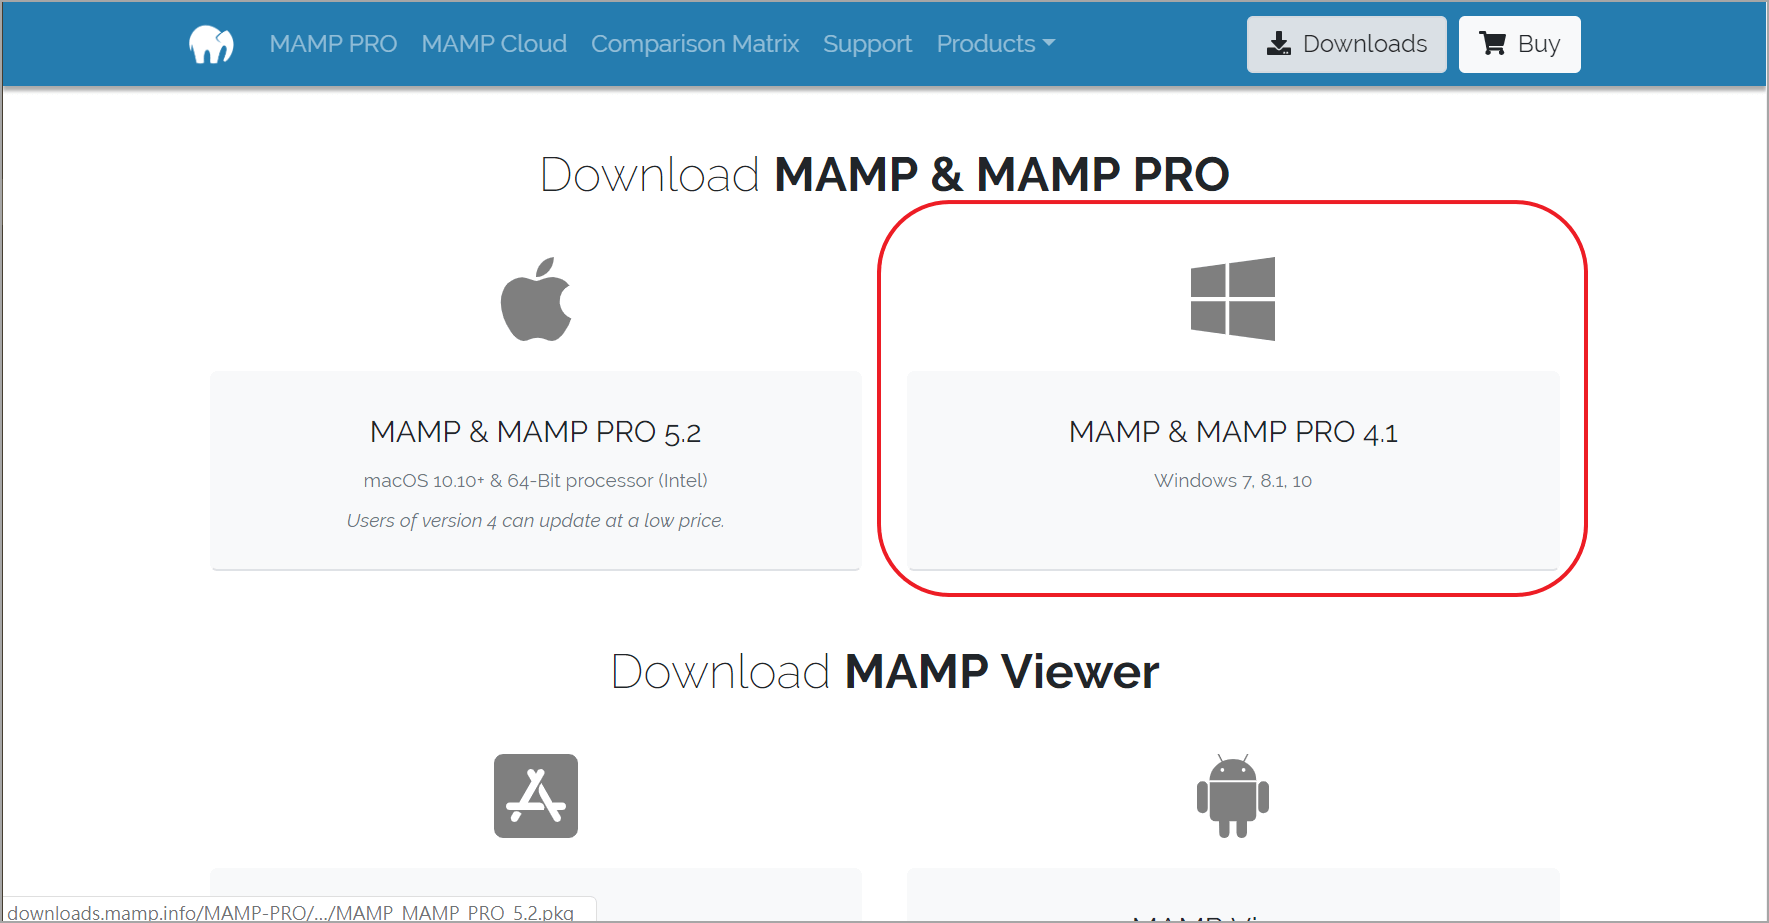 MAMP PRO MAMP Cloud Comparison Matrix Support Products Downloads Buy
Download MAMP & MAMP PRO
MAMP & MAMP PRO 5.2
macOS 10.10+ & 64-Bit processor (Intel)
Users of version 4 can update at a low price.
MAMP & MAMP PRO 4.1
Windows 7, 8.1, 10
Download MAMP Viewer
downloads.mamp.info/MAMP-PRO/.../MAMP_MAMP_PRO_5.2.pkg